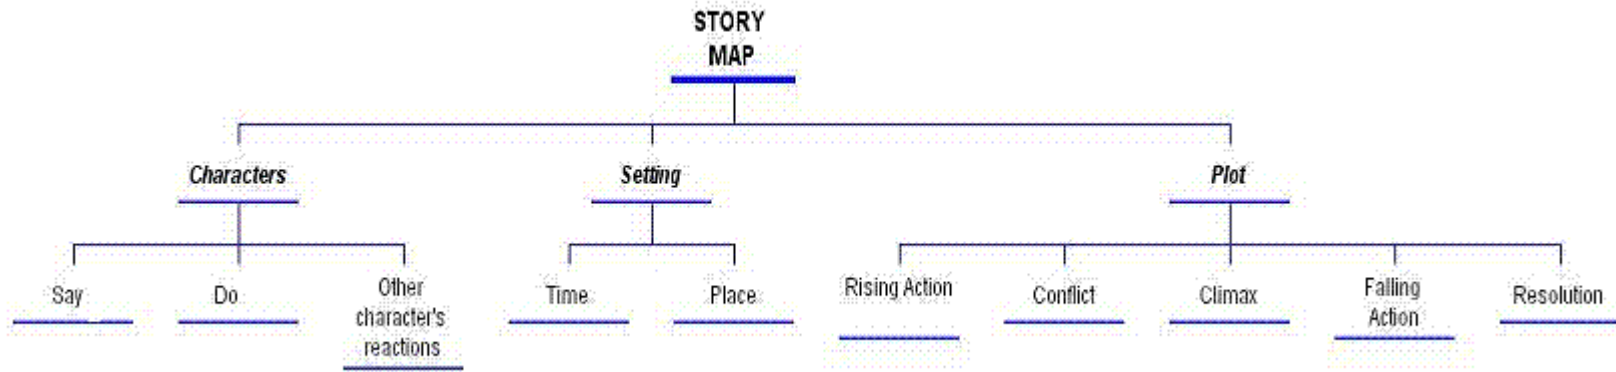 STORY
MAP
Characters
Setting
Plot
Say
Do
Other
character's
reactions
Time
Place
Rising Action
Conflict
Climax
Falling
Action
Resolution